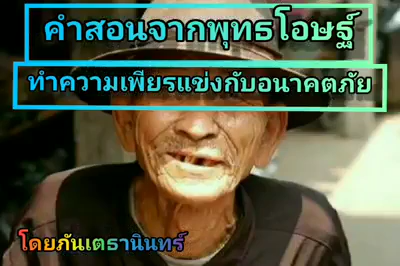 คำสอนจากพุทธโอษฐ์
ทำความเพียรแข่งกับอนาคตภัย
โดยภันเตธานินทร์